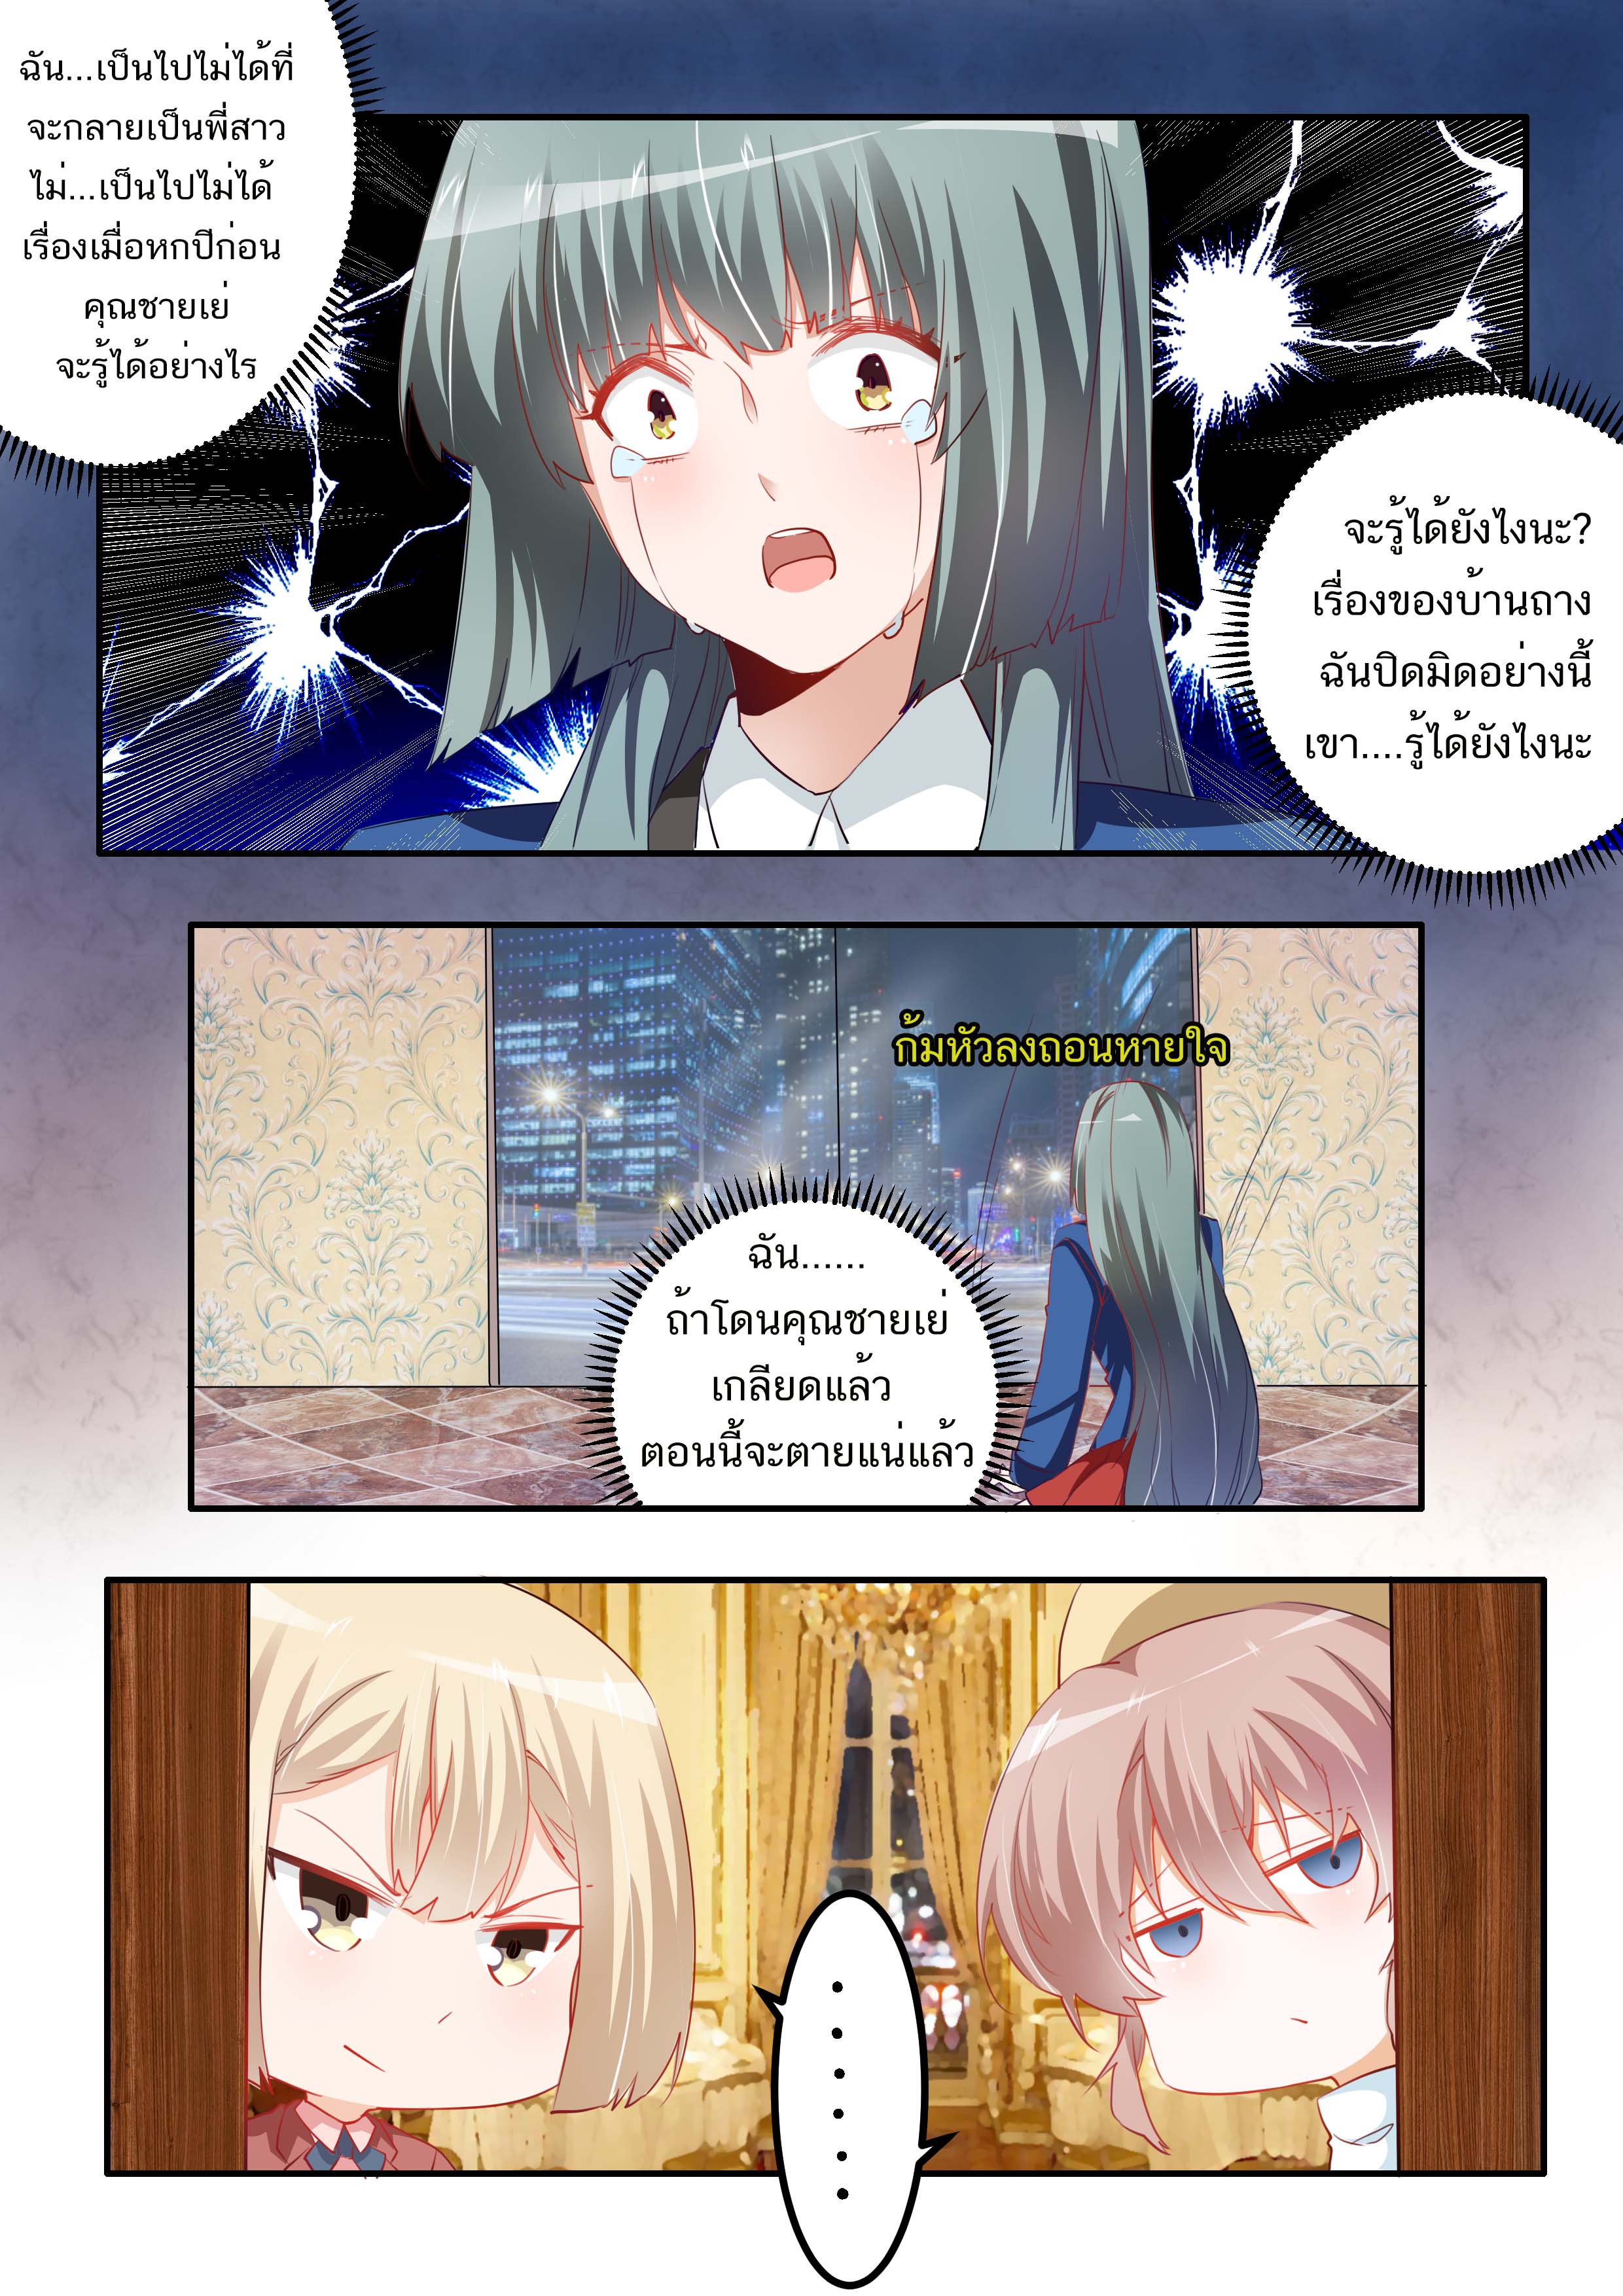 ฉัน...เป็นไปไม่ได้ที่
จะกลายเป็นพี่สาว
ไม่...เป็นไปไม่ได้
เรื่องเมื่อหกปีก่อน
คุณชายเย่
จะรู้ได้อย่างไร
จะรู้ได้ยังไงนะ?
เรื่องของบ้านถาง
ฉันปิดมิดอย่างนี้
เขา....รู้ได้ยังไงนะ
ก้มหัวลงถอนหายใจ
ฉัน......
ถ้าโดนคุณชายเย่
เกลียดแล้ว
ตอนนี้จะตายแน่แล้ว
......